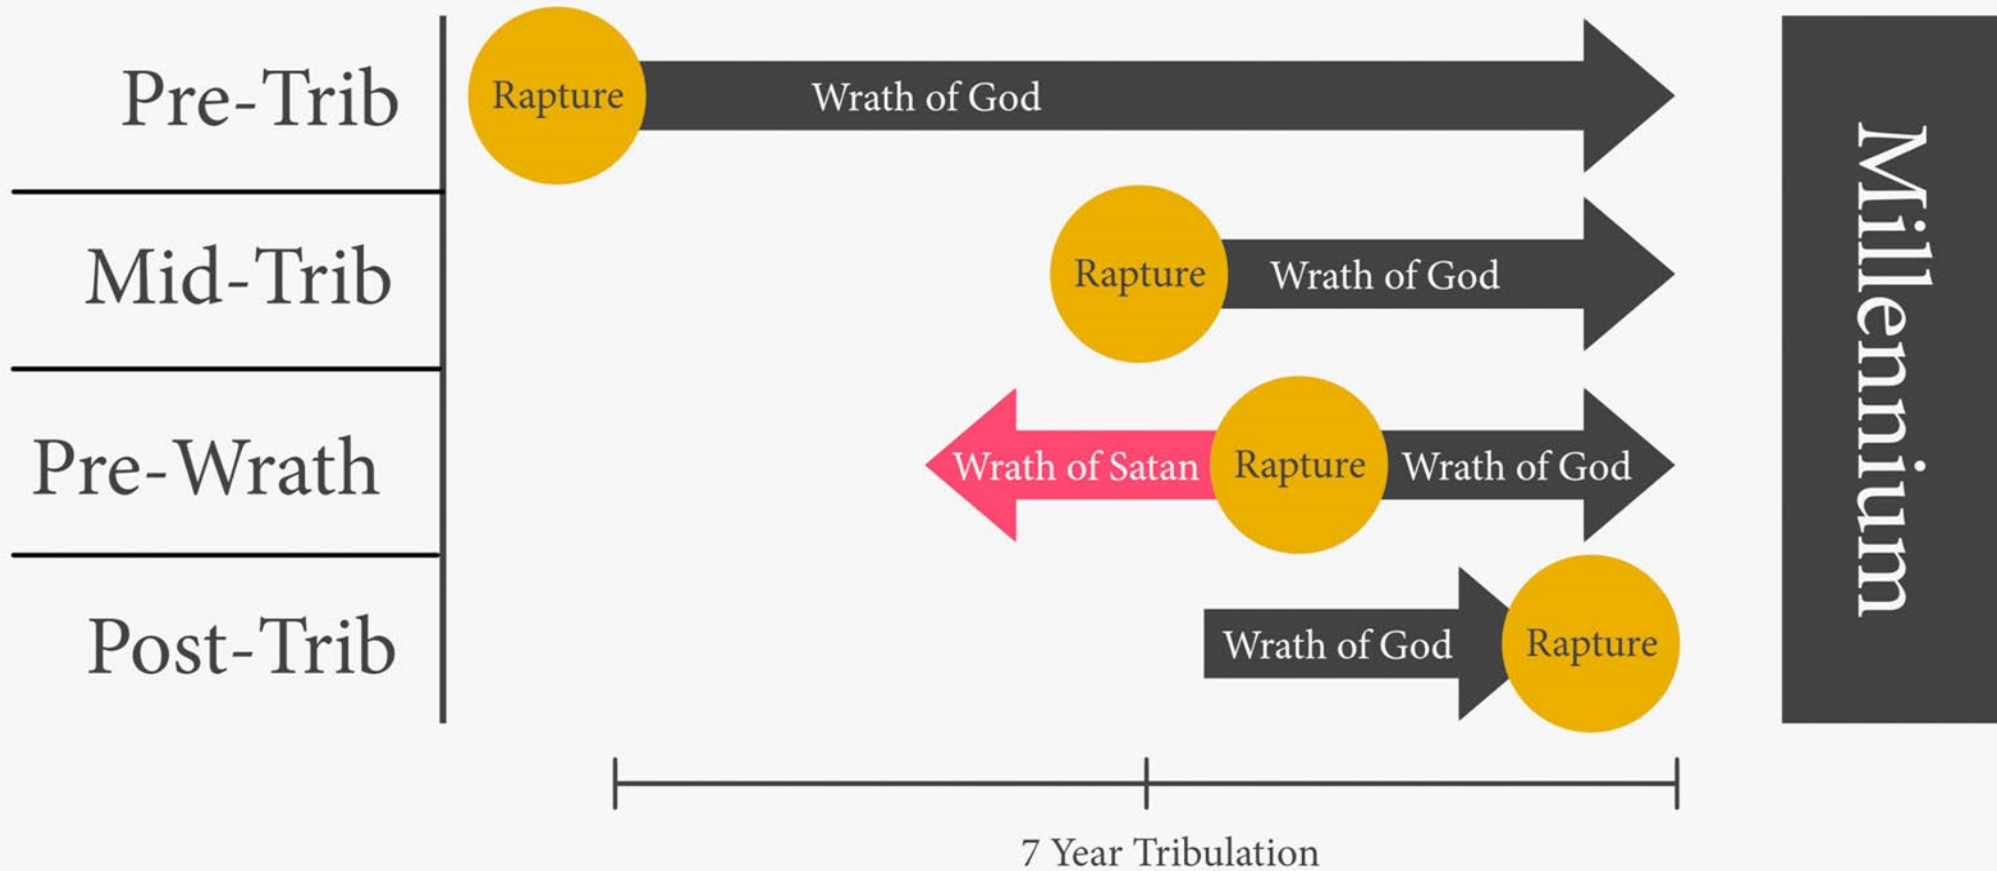 Pre-Trib
Rapture
Wrath of God
Mid-Trib
Rapture
Wrath of God
Pre-Wrath
Wrath of Satan
Rapture
Wrath of God
Post-Trib
Wrath of God
Rapture
Millennium
7 Year Tribulation